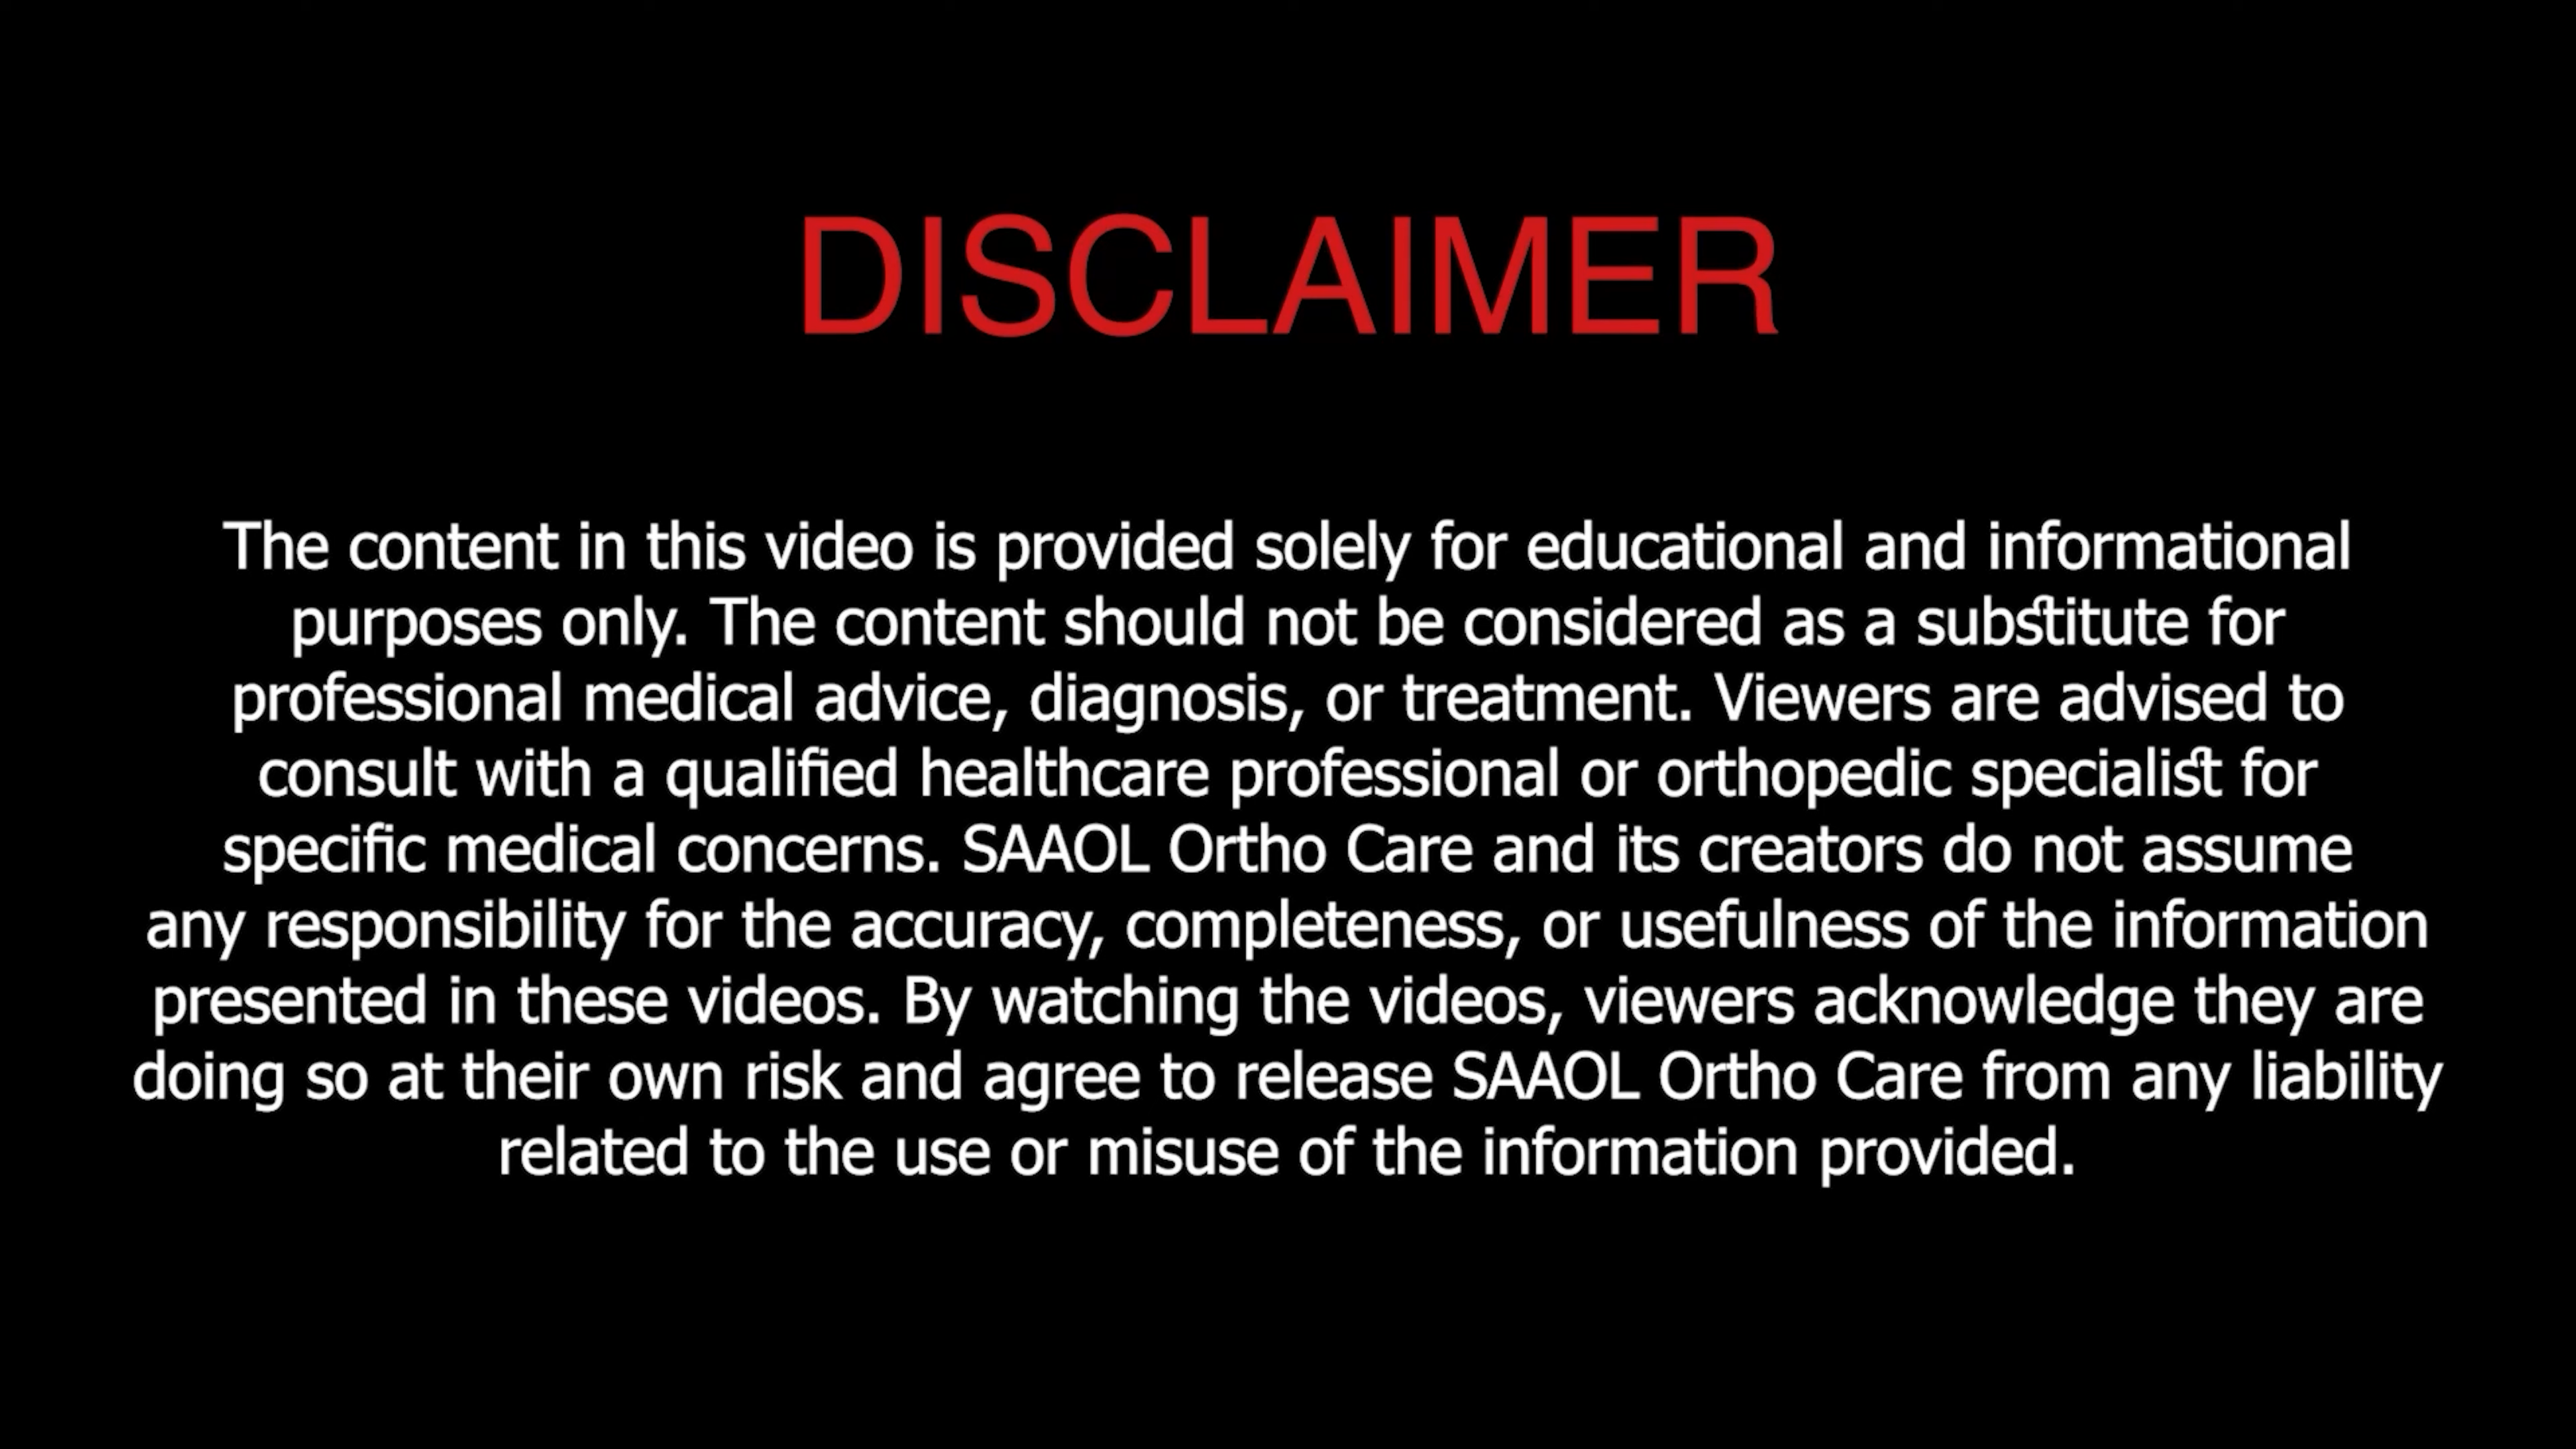 DISCLAIMER
The content in this video is provided solely for educational and informational
purposes only. The content should not be considered as a substitute for
professional medical advice, diagnosis, or treatment. Viewers are advised to
consult with a qualified healthcare professional or orthopedic specialist for
specific medical concerns. SAAOL Ortho Care and its creators do not assume
any responsibility for the accuracy, completeness, or usefulness of the information
presented in these videos. By watching the videos, viewers acknowledge they are
doing so at their own risk and agree to release SAAOL Ortho Care from any liability
related to the use or misuse of the information provided.